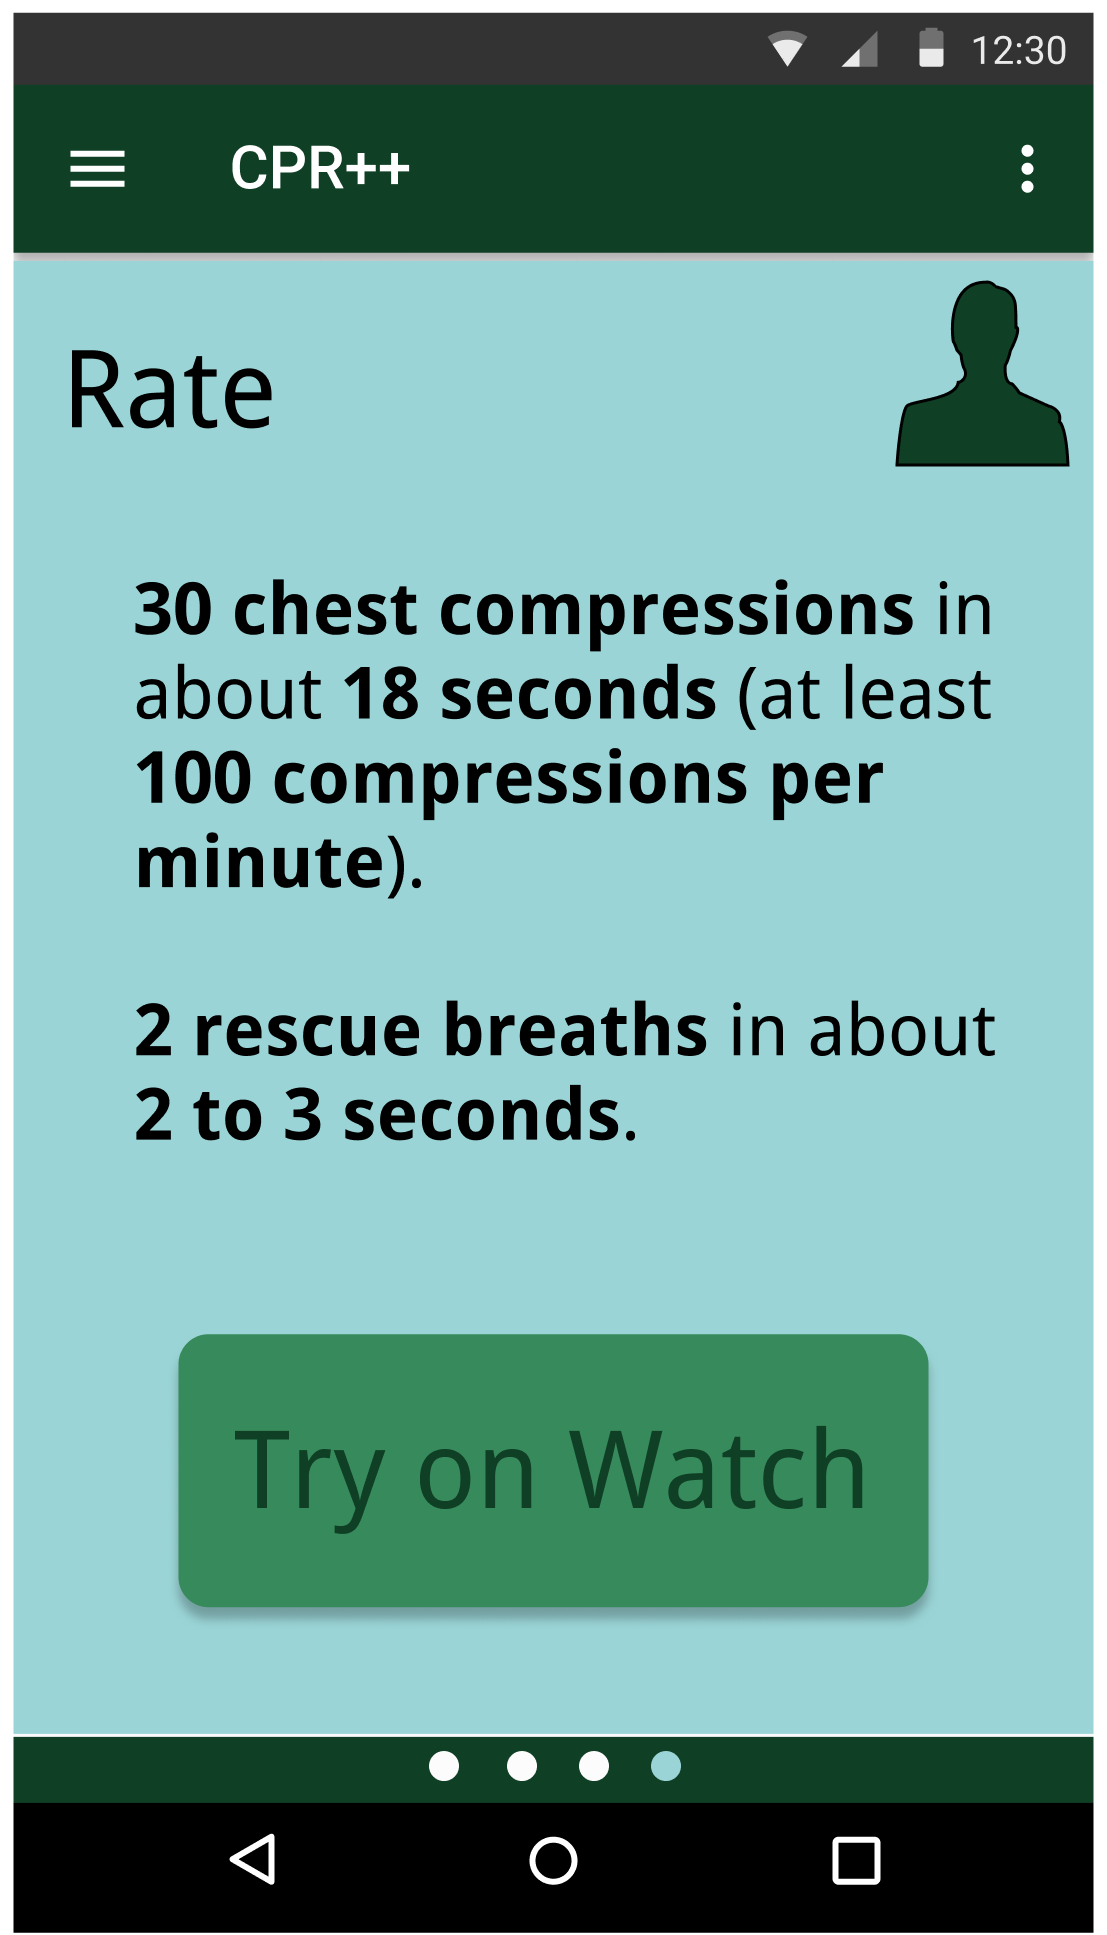 12:30
CPR++
Rate
30 chest compressions in
about 18 seconds (at least
100 compressions per
minute).
2 rescue breaths in about
2 to 3 seconds.
Try on Watch